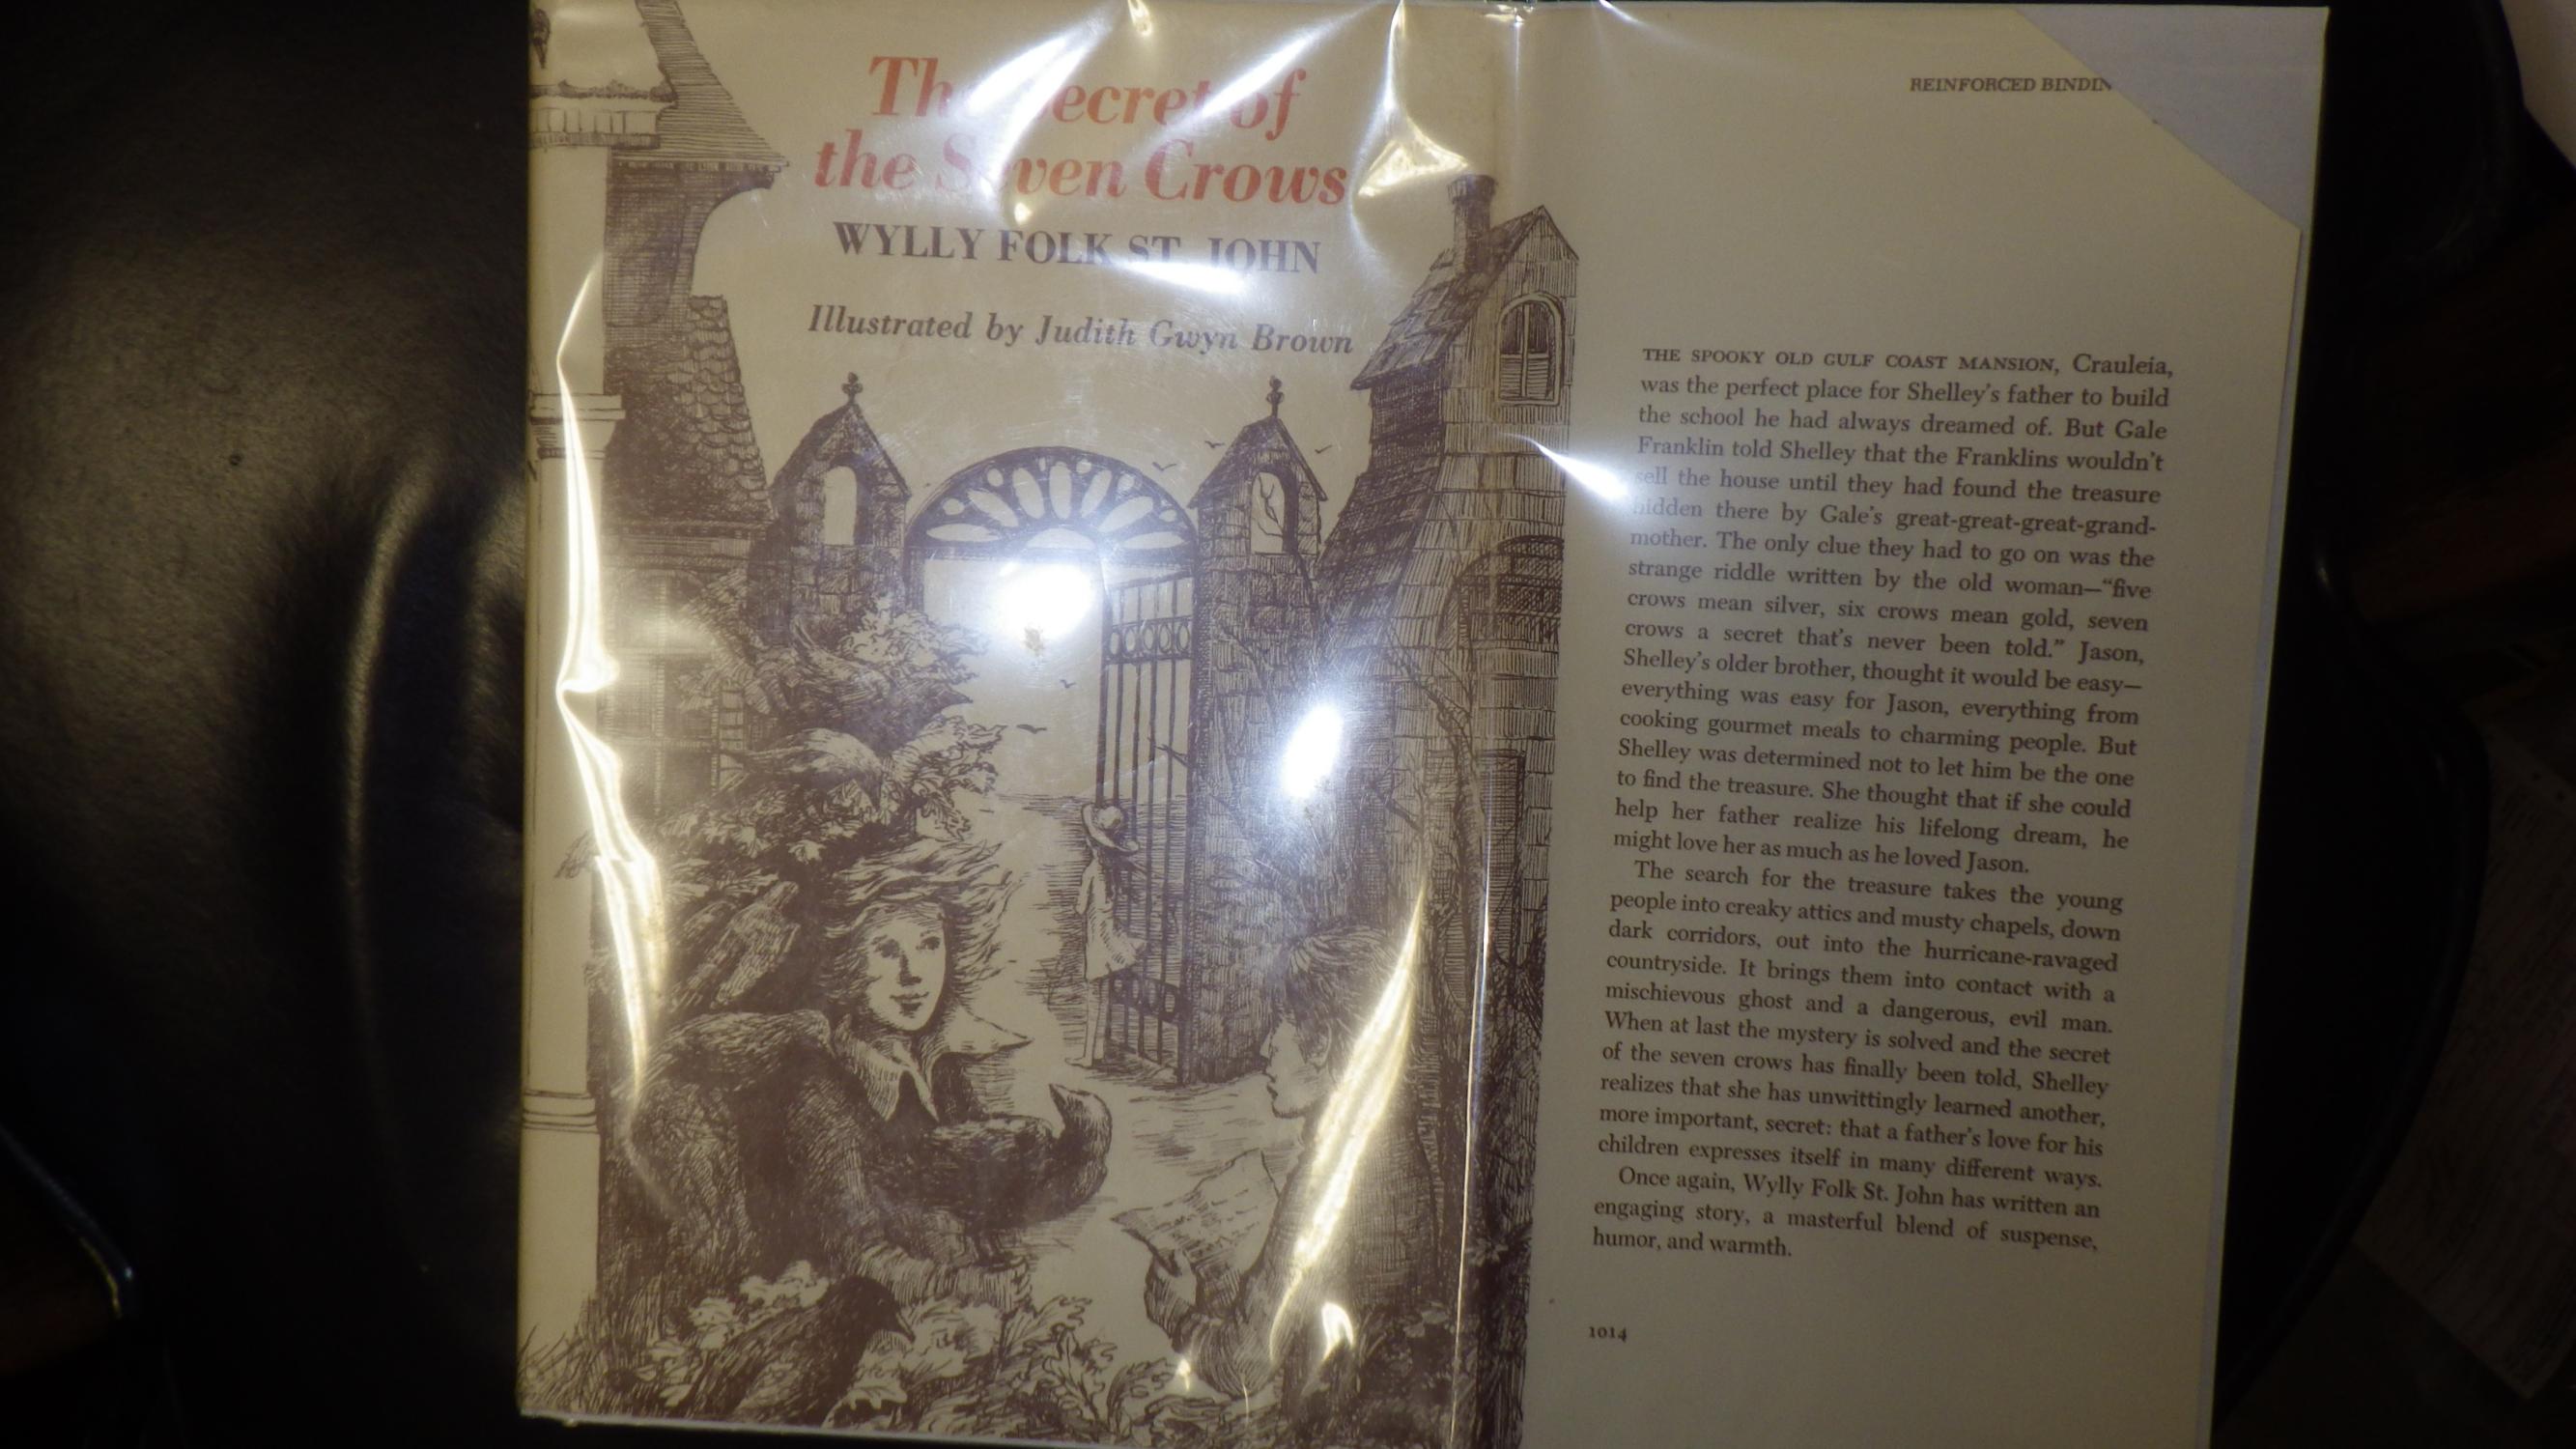 The Secret of
the Seven Crows
WYLLY FOLK ST. JOHN
Illustrated by Judith Gwyn Brown
REINFORCED BINDIN
THE SPOOKY OLD GULF COAST MANSION, Crauleia,
was the perfect place for Shelley's father to build
the school he had always dreamed of. But Gale
Franklin told Shelley that the Franklins wouldn't
sell the house until they had found the treasure
hidden there by Gale's great-great-great-grand-
mother. The only clue they had to go on was the
strange riddle written by the old woman—"five
crows mean silver, six crows mean gold, seven
crows a secret that's never been told." Jason,
Shelley's older brother, thought it would be easy—
everything was easy for Jason, everything from
cooking gourmet meals to charming people. But
Shelley was determined not to let him be the one
to find the treasure. She thought that if she could
help her father realize his lifelong dream, he
might love her as much as he loved Jason.
The search for the treasure takes the young
people into creaky attics and musty chapels, down
dark corridors, out into the hurricane-ravaged
countryside. It brings them into contact with a
mischievous ghost and a dangerous, evil man.
When at last the mystery is solved and the secret
of the seven crows has finally been told, Shelley
realizes that she has unwittingly learned another,
more important, secret: that a father's love for his
children expresses itself in many different ways.
Once again, Wylly Folk St. John has written an
engaging story, a masterful blend of suspense,
humor, and warmth.
1014